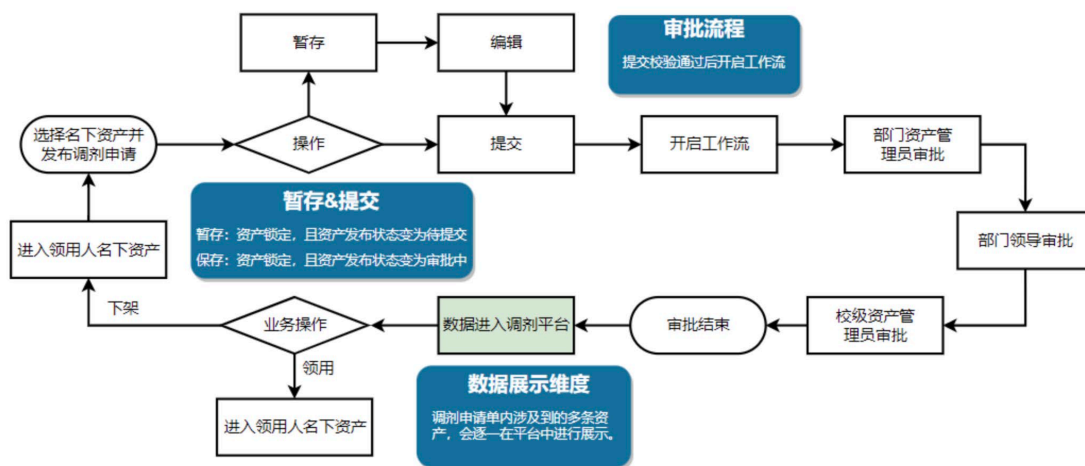 暂存
编辑
审批流程
提交校验通过后开启工作流
选择名下资产并
发布调剂申请
操作
提交
开启工作流
部门资产管
理员审批
暂存&提交
暂存：资产锁定，且资产发布状态变为待提交
保存：资产锁定，且资产发布状态变为审批中
进入领用人名下资产
部门领导审批
下架
业务操作
数据进入调剂平台
审批结束
校级资产管
理员审批
领用
进入领用人名下资产
数据展示维度
调剂申请单内涉及到的多条资
产，会逐一在平台中进行展示。